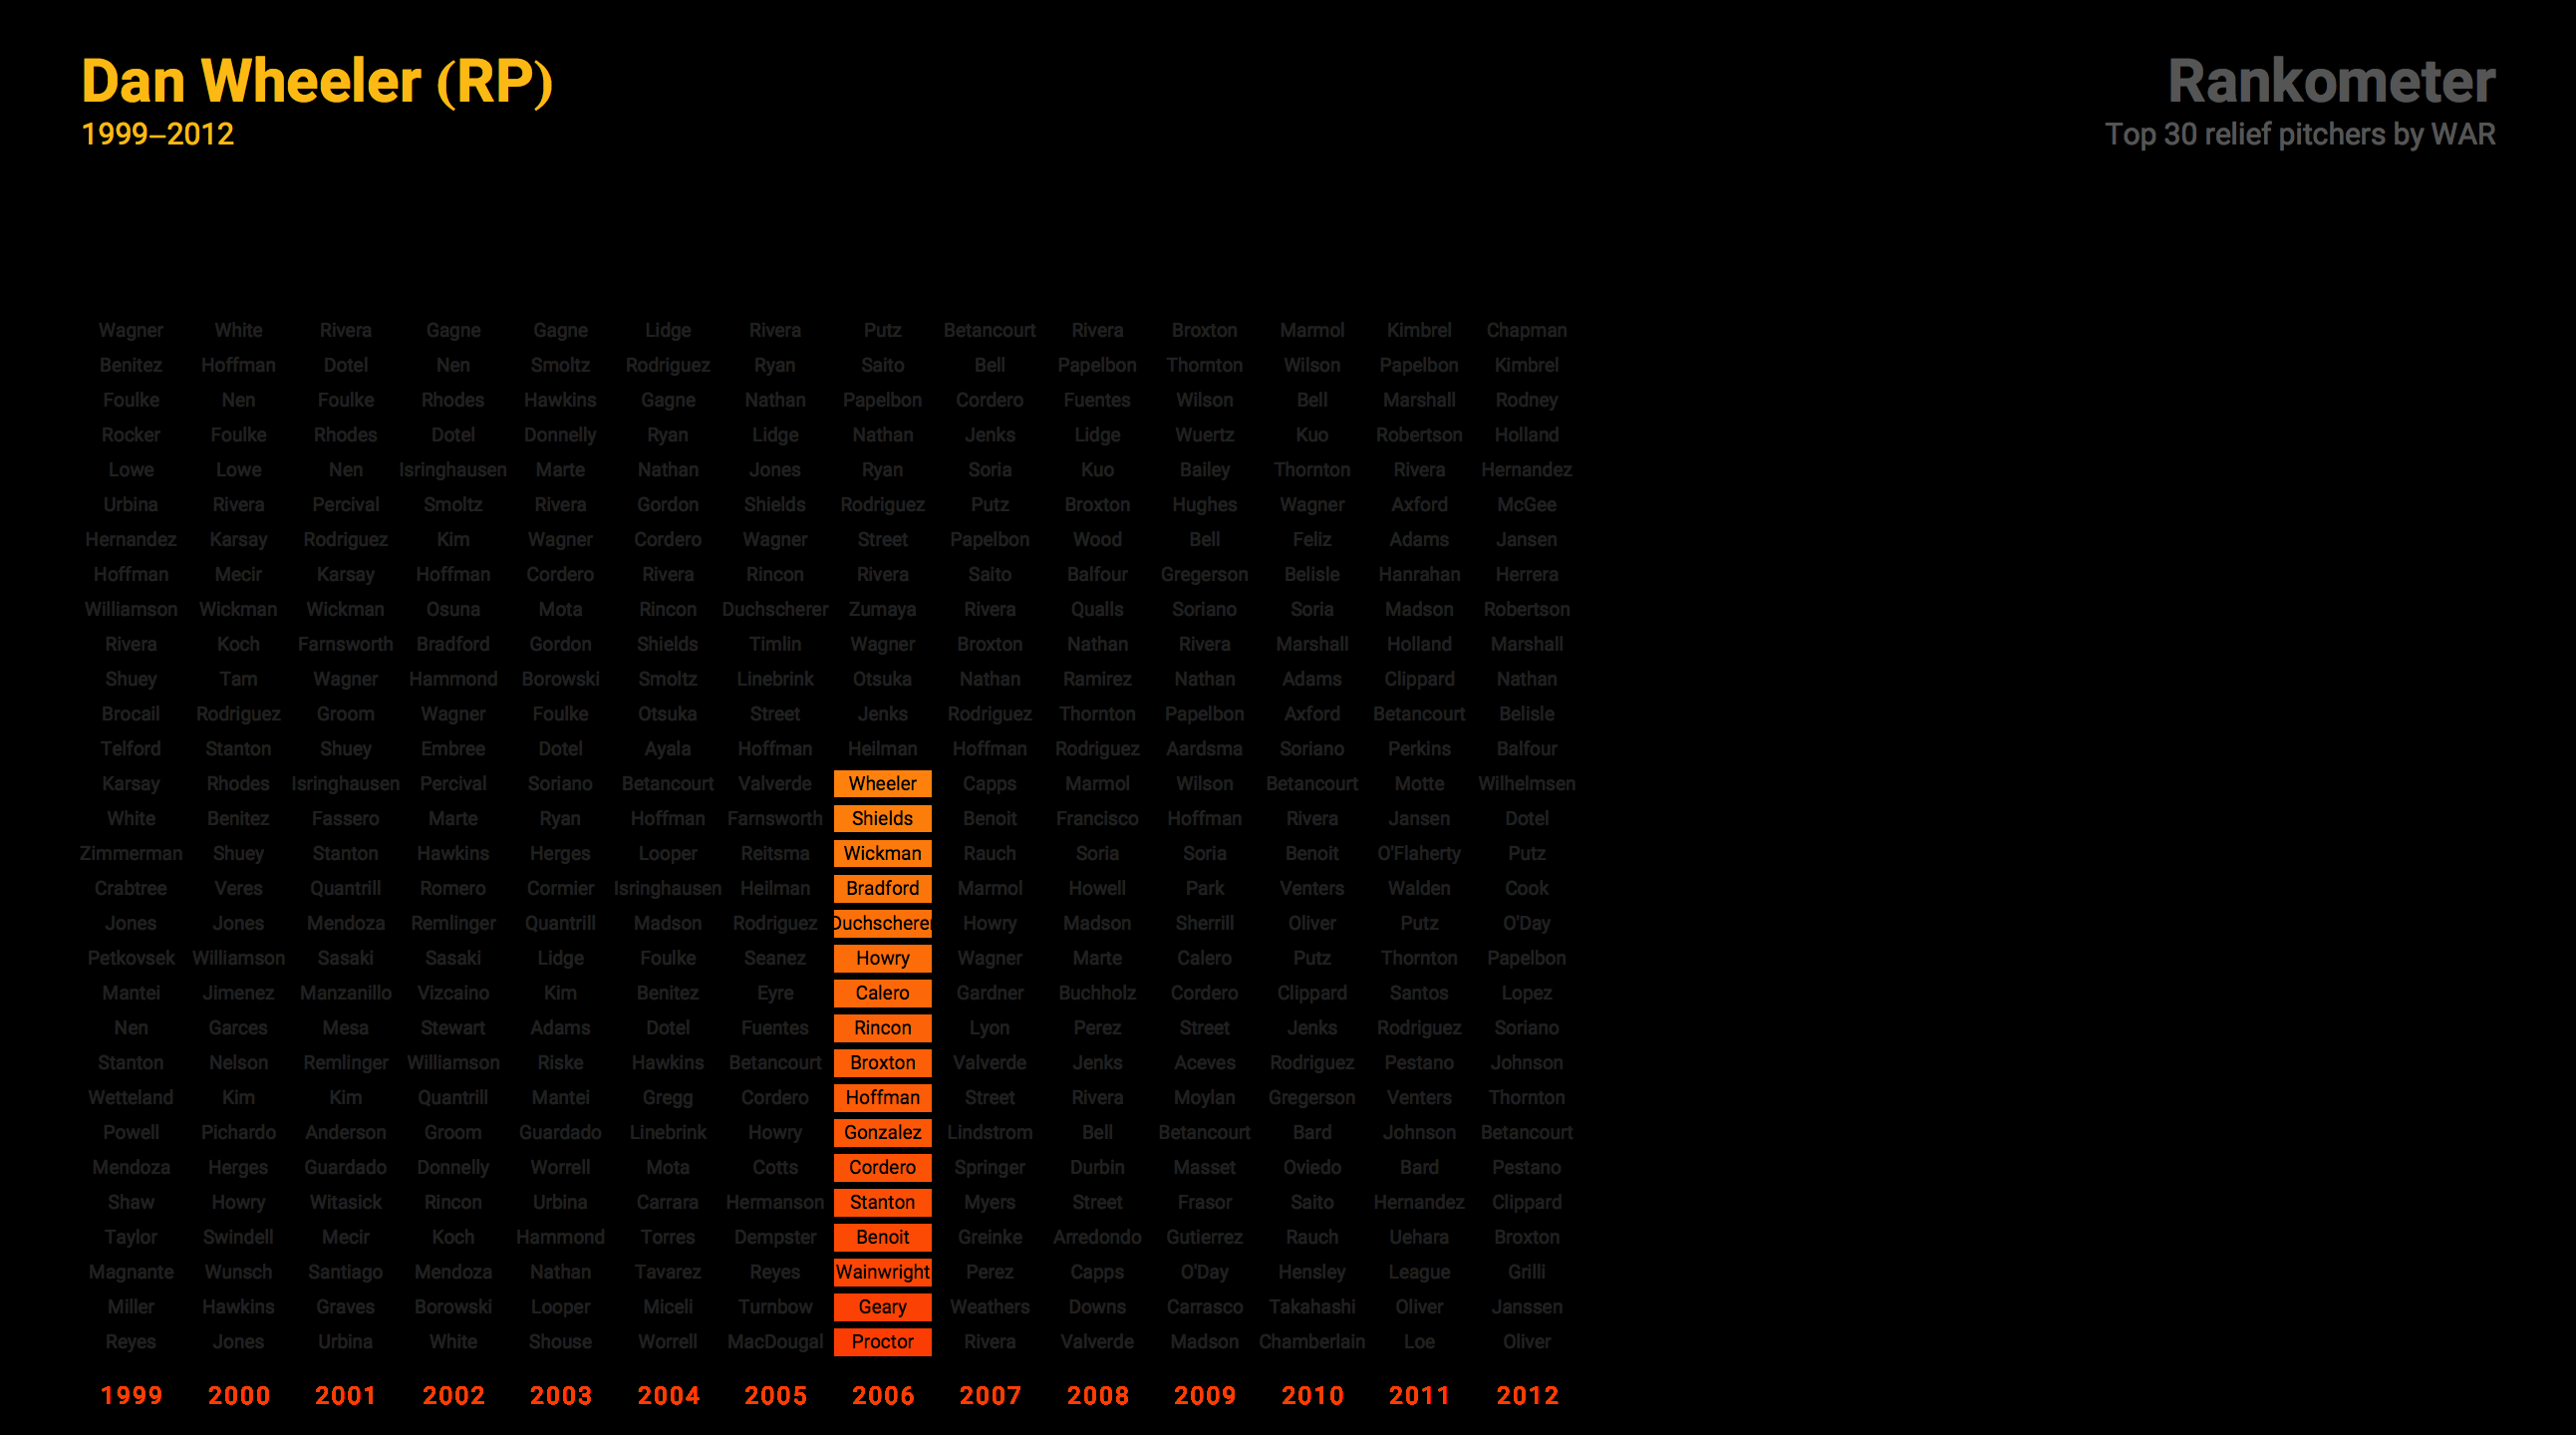 Dan Wheeler (RP)
1999–2012
Rankometer
Top 30 relief pitchers by WAR
Wagner White Rivera Gagne Gagne Lidge Rivera Putz Betancourt Rivera Broxton Marmol Kimbrel Chapman
Benitez Hoffman Dotel Nen Smoltz Rodriguez Ryan Saito Bell Papelbon Thornton Wilson Papelbon Kimbrel
Foulke Nen Foulke Rhodes Hawkins Gagne Nathan Papelbon Cordero Fuentes Wilson Bell Marshall Rodney
Rocker Foulke Rhodes Dotel Donnelly Ryan Lidge Nathan Jenks Lidge Wuertz Kuo Robertson Holland
Lowe Lowe Nen Isringhausen Marte Nathan Jones Ryan Soria Kuo Bailey Thornton Rivera Hernandez
Urbina Rivera Percival Smoltz Rivera Gordon Shields Rodriguez Putz Broxton Hughes Wagner Axford McGee
Hernandez Karsay Rodriguez Kim Wagner Cordero Wagner Street Papelbon Wood Bell Feliz Adams Jansen
Hoffman Mecir Karsay Hoffman Cordero Rivera Rincon Rivera Saito Balfour Gregerson Belisle Hanrahan Herrera
Williamson Wickman Wickman Osuna Mota Rincon Duchscherer Zumaya Rivera Qualls Soriano Soria Madson Robertson
Rivera Koch Farnsworth Bradford Gordon Shields Timlin Wagner Broxton Nathan Rivera Marshall Holland Marshall
Shuey Tam Wagner Hammond Borowski Smoltz Linebrink Otsuka Nathan Ramirez Nathan Adams Clippard Nathan
Brocail Rodriguez Groom Wagner Foulke Otsuka Street Jenks Rodriguez Thornton Papelbon Axford Betancourt Belisle
Telford Stanton Shuey Embree Dotel Ayala Hoffman Heilman Hoffman Rodriguez Aardsma Soriano Perkins Balfour
Karsay Rhodes Isringhausen Percival Soriano Betancourt Valverde Wheeler Capps Marmol Wilson Betancourt Motte Wilhelmsen
White Benitez Fassero Marte Ryan Hoffman Farnsworth Shields Benoit Francisco Hoffman Rivera Jansen Dotel
Zimmerman Shuey Stanton Hawkins Herges Looper Reitsma Wickman Rauch Soria Soria Benoit O'Flaherty Putz
Crabtree Veres Quantrill Romero Cormier Isringhausen Heilman Bradford Marmol Howell Park Venters Walden Cook
Jones Jones Mendoza Remlinger Quantrill Madson Rodriguez Duchscherer Howry Madson Sherrill Oliver Putz O'Day
Petkovsek Williamson Sasaki Sasaki Lidge Foulke Seanez Howry Wagner Marte Calero Putz Thornton Papelbon
Mantei Jimenez Manzanillo Vizcaino Kim Benitez Eyre Calero Gardner Buchholz Cordero Clippard Santos Lopez
Nen Garces Mesa Stewart Adams Dotel Fuentes Rincon Lyon Perez Street Jenks Rodriguez Soriano
Stanton Nelson Remlinger Williamson Riske Hawkins Betancourt Broxton Valverde Jenks Aceves Rodriguez Pestano Johnson
Wetteland Kim Kim Quantrill Mantei Gregg Cordero Hoffman Street Rivera Moylan Gregerson Venters Thornton
Powell Pichardo Anderson Groom Guardado Linebrink Howry Gonzalez Lindstrom Bell Betancourt Bard Johnson Betancourt
Mendoza Herges Guardado Donnelly Worrell Mota Cotts Cordero Springer Durbin Masset Oviedo Bard Pestano
Shaw Howry Witasick Rincon Urbina Carrara Hermanson Stanton Myers Street Frasor Saito Hernandez Clippard
Taylor Swindell Mecir Koch Hammond Torres Dempster Benoit Greinke Arredondo Gutierrez Rauch Uehara Broxton
Magnante Wunsch Santiago Mendoza Nathan Tavarez Reyes Wainwright Perez Capps O'Day Hensley League Grilli
Miller Hawkins Graves Borowski Looper Miceli Turnbow Geary Weathers Downs Carrasco Takahashi Oliver Janssen
Reyes Jones Urbina White Shouse Worrell MacDougal Proctor Rivera Valverde Madson Chamberlain Loe Oliver
1999 2000 2001 2002 2003 2004 2005 2006 2007 2008 2009 2010 2011 2012